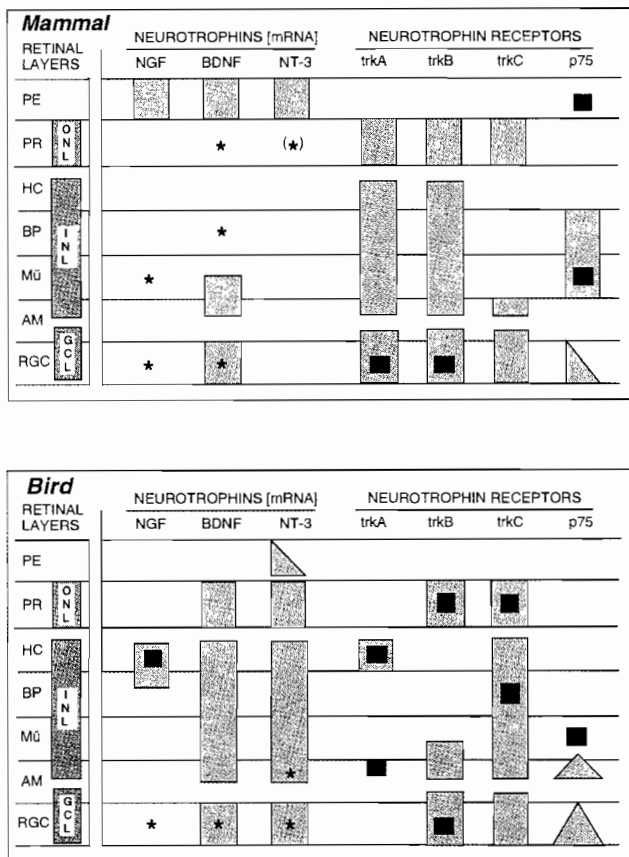 Mammal
RETINAL LAYERS
NEUROTROPHINS [mRNA] NEUROTROPHIN RECEPTORS
NGF BDNF NT-3 trkA trkB trkC p75
PE
PR ONL * (*)
HC
BP INL *
Mü *
AM
RGC GCL * *
Bird
RETINAL LAYERS
NEUROTROPHINS [mRNA] NEUROTROPHIN RECEPTORS
NGF BDNF NT-3 trkA trkB trkC p75
PE
PR ONL
HC
BP INL
Mü
AM *
RGC GCL * * *